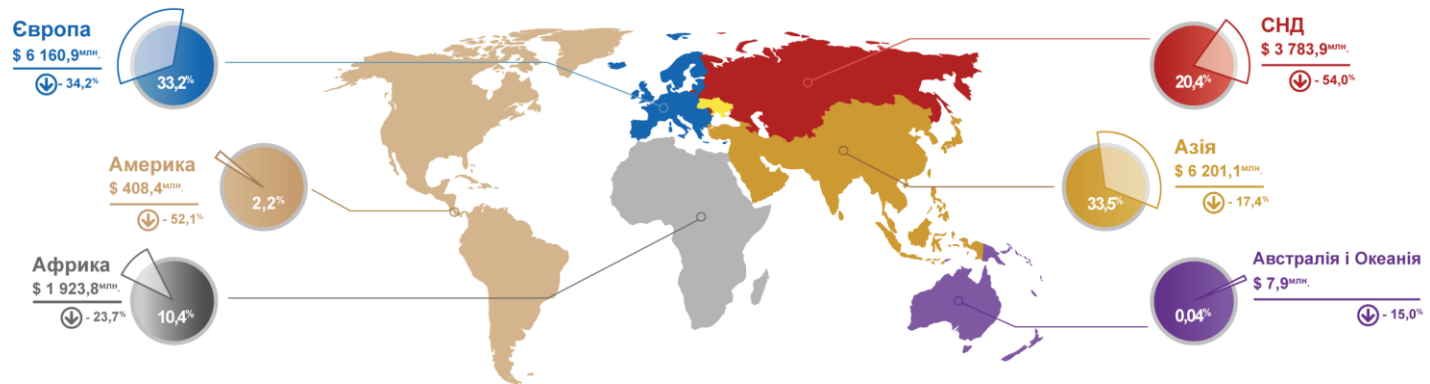 Європа
$ 6 160,9млн.
- 34,2%
33,2%
СНД
$ 3 783,9млн.
- 54,0%
20,4%
Америка
$ 408,4млн.
- 52,1%
2,2%
Азія
$ 6 201,1млн.
- 17,4%
33,5%
Африка
$ 1 923,8млн.
- 23,7%
10,4%
Австралія і Океанія
$ 7,9млн.
- 15,0%
0,04%